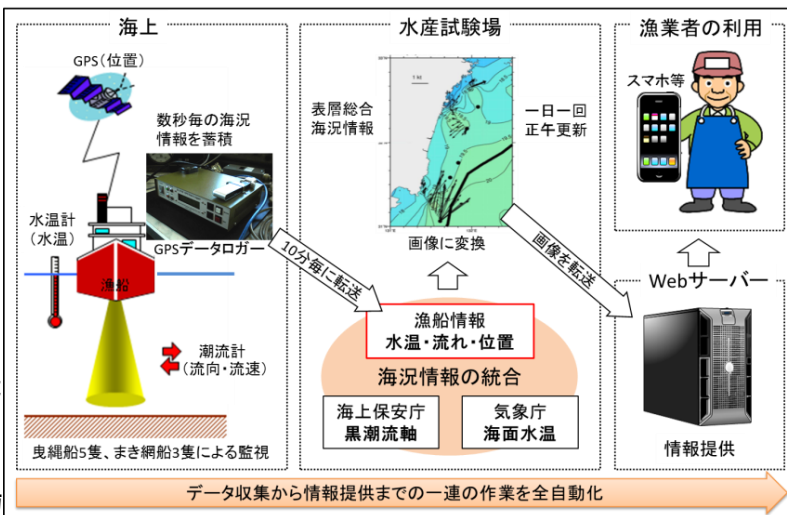 海上
GPS(位置)
数秒毎の海況
情報を蓄積
水温計
(水温)
GPSデータロガー
漁船
潮流計
(流向・流速)
曳縄船5隻、まき網船3隻による監視
10分毎に転送
水産試験場
表層総合
海況情報
一日一回
正午更新
画像に変換
画像を転送
漁船情報
水温・流れ・位置
海況情報の統合
海上保安庁
黒潮流軸
気象庁
海面水温
漁業者の利用
スマホ等
Webサーバー
情報提供
データ収集から情報提供までの一連の作業を全自動化